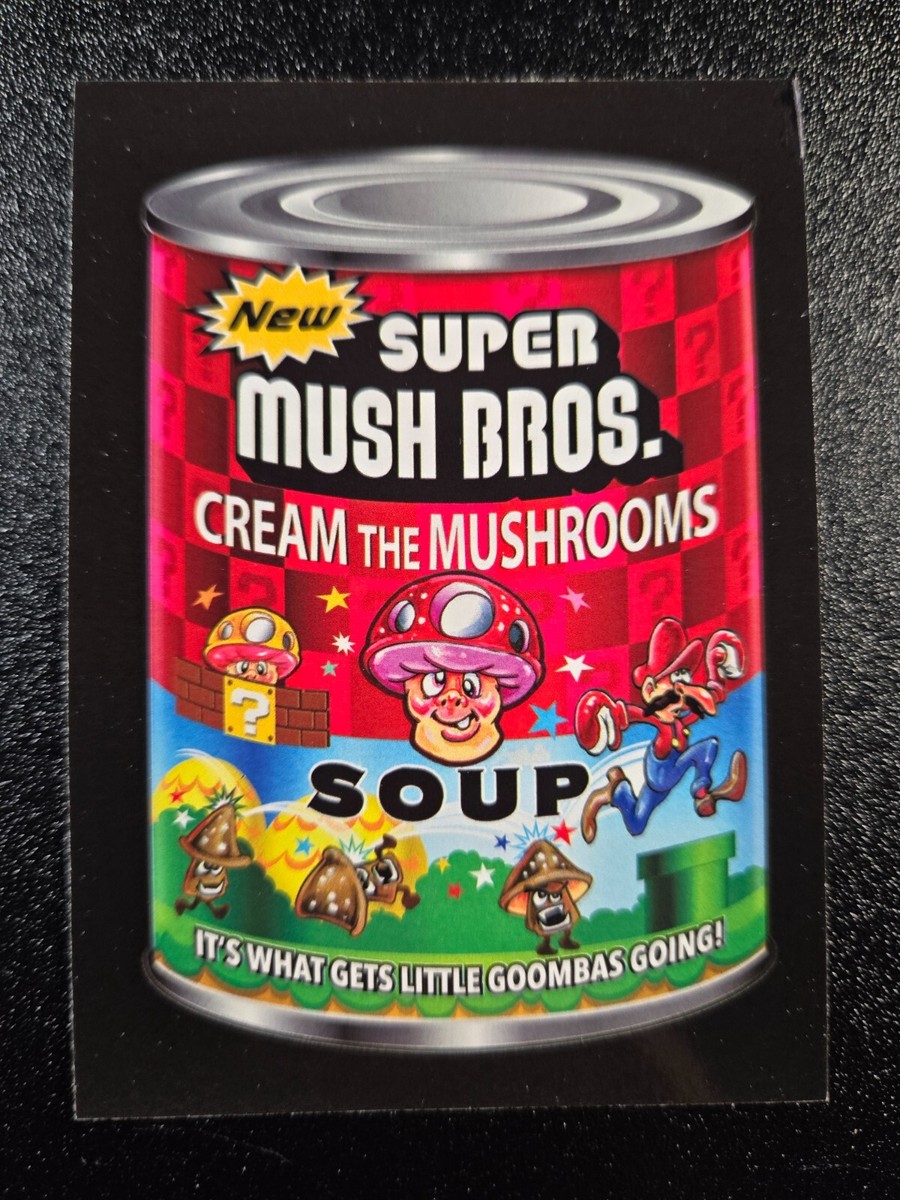 New
SUPER
MUSH BROS.
CREAM THE MUSHROOMS
?
SOUP
IT'S WHAT GETS LITTLE GOOMBAS GOING!